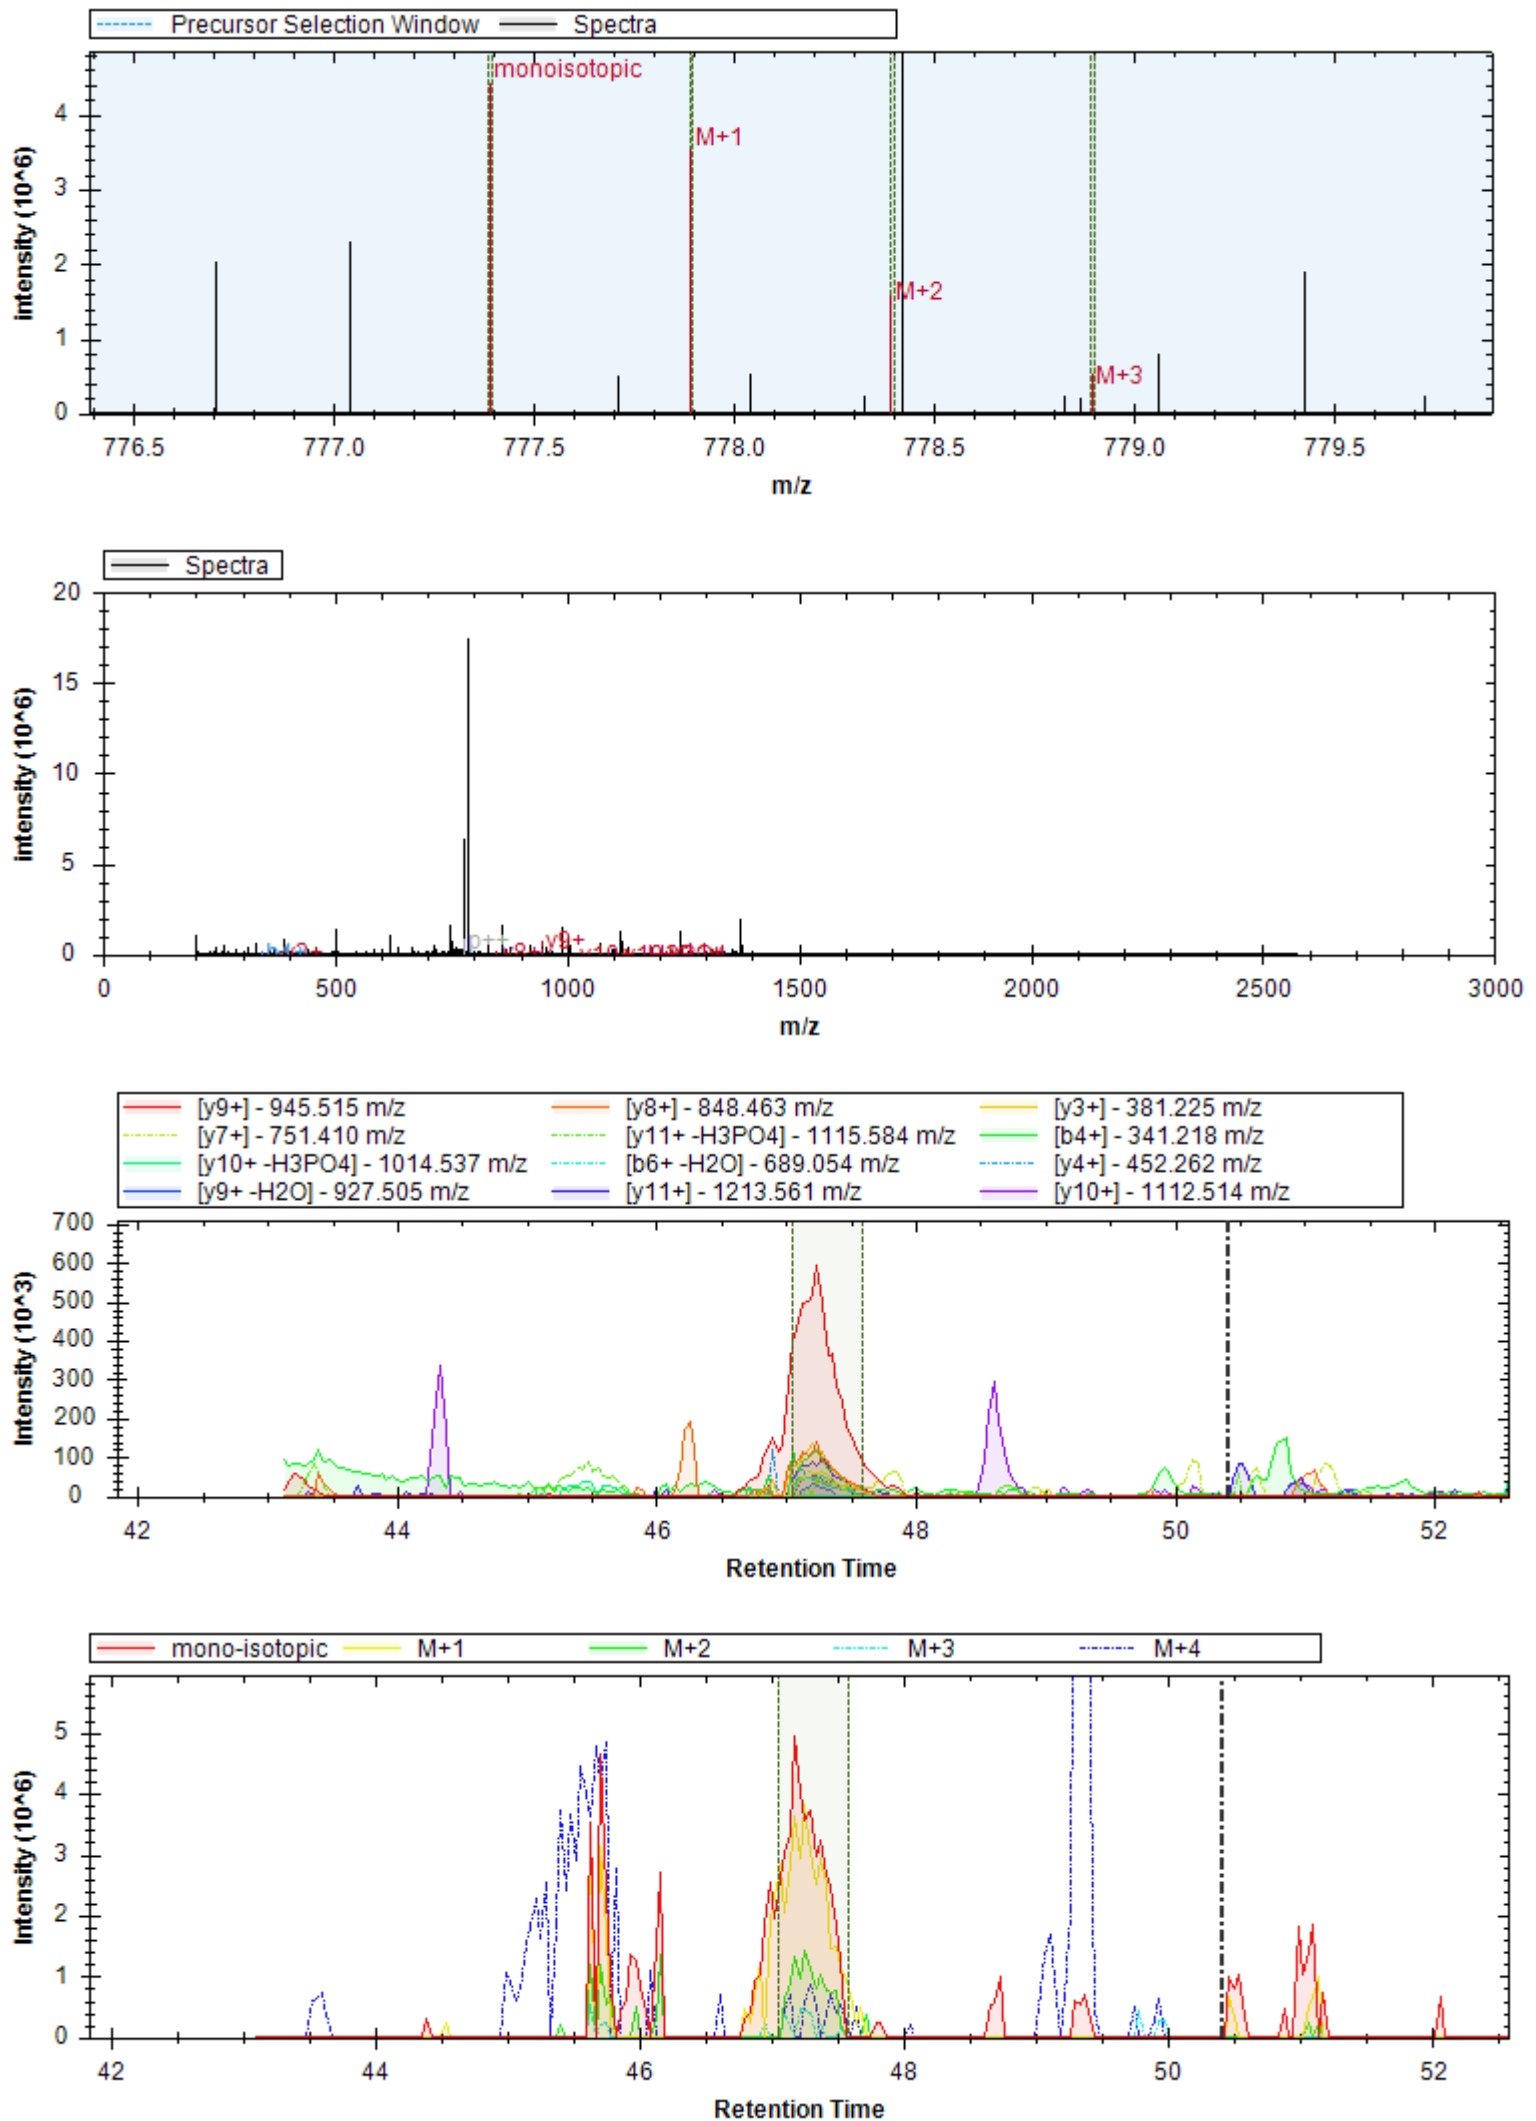 Precursor Selection Window Spectra
monoisotopic
M+1
M+2
M+3
intensity (10^6)
4
3
2
1
0
776.5 777.0 777.5 778.0 778.5 779.0 779.5
m/z
Spectra
intensity (10^6)
20
15
10
5
0
p++
y9+
0 500 1000 1500 2000 2500 3000
m/z
[y9+] - 945.515 m/z [y8+] - 848.463 m/z [y3+] - 381.225 m/z
[y7+] - 751.410 m/z [y11+ -H3PO4] - 1115.584 m/z [b4+] - 341.218 m/z
[y10+ -H3PO4] - 1014.537 m/z [b6+ -H2O] - 689.054 m/z [y4+] - 452.262 m/z
[y9+ -H2O] - 927.505 m/z [y11+] - 1213.561 m/z [y10+] - 1112.514 m/z
Intensity (10^3)
700
600
500
400
300
200
100
0
42 44 46 48 50 52
Retention Time
mono-isotopic M+1 M+2 M+3 M+4
Intensity (10^6)
5
4
3
2
1
0
42 44 46 48 50 52
Retention Time